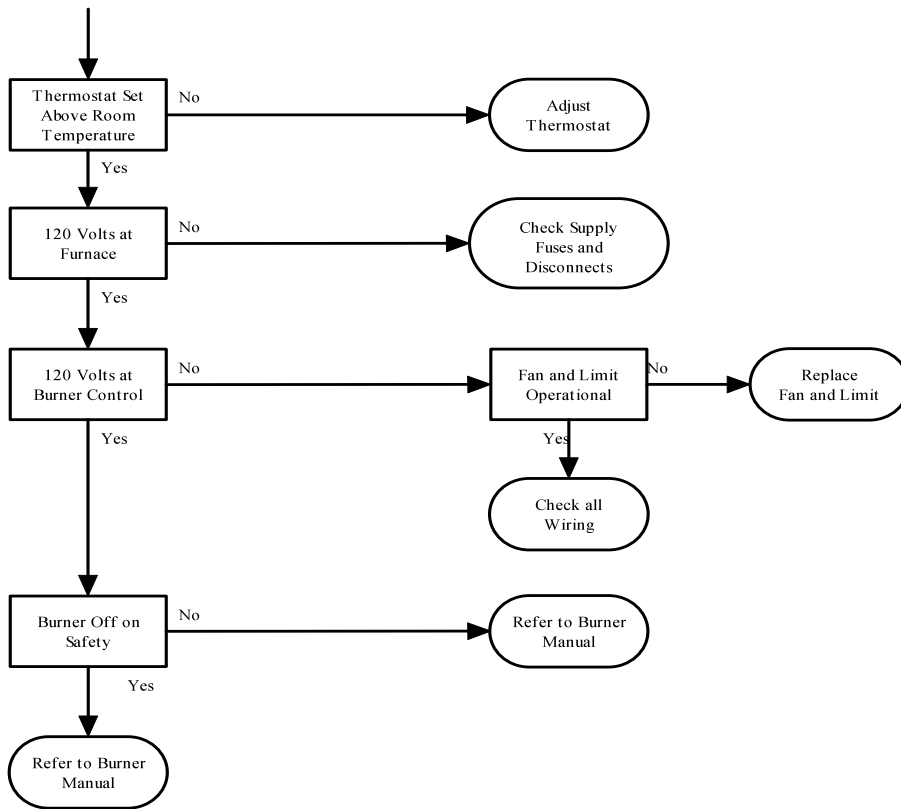 Thermostat Set
Above Room
Temperature
No
Adjust
Thermostat
Yes
120 Volts at
Furnace
No
Check Supply
Fuses and
Disconnects
Yes
120 Volts at
Burner Control
No
Fan and Limit
Operational
No
Replace
Fan and Limit
Yes
Yes
Check all
Wiring
Burner Off on
Safety
No
Refer to Burner
Manual
Yes
Refer to Burner
Manual